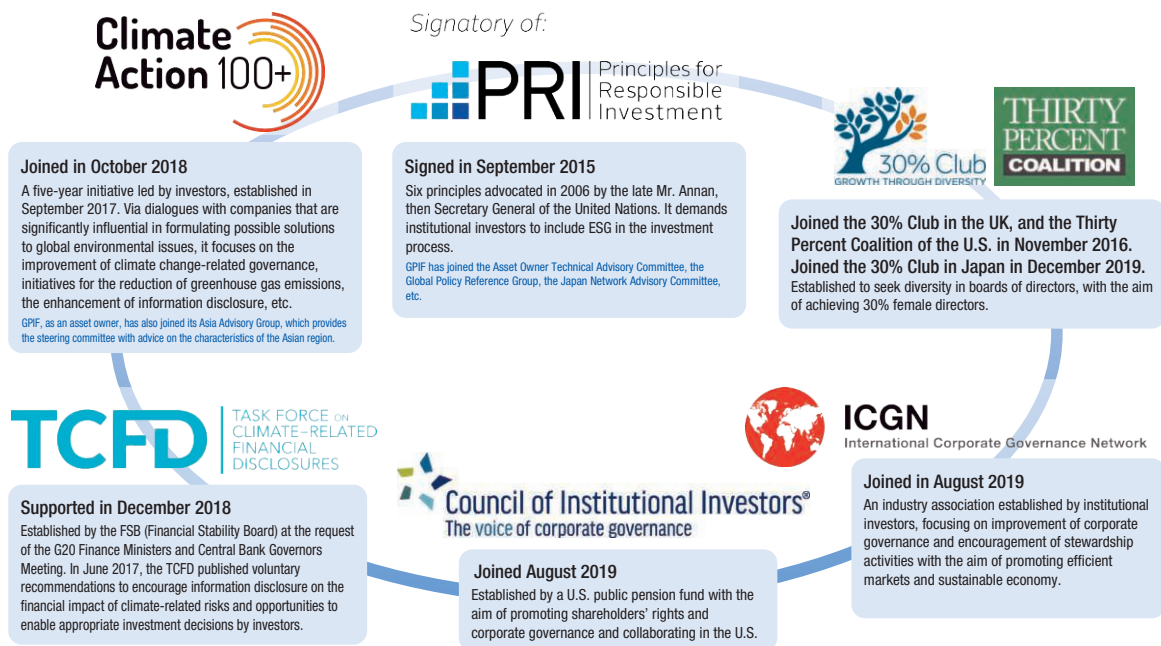 Climate
Action 100+
Joined in October 2018
A five-year initiative led by investors, established in
September 2017. Via dialogues with companies that are
significantly influential in formulating possible solutions
to global environmental issues, it focuses on the
improvement of climate change-related governance,
initiatives for the reduction of greenhouse gas emissions,
the enhancement of information disclosure, etc.
GPIF, as an asset owner, has also joined its Asia Advisory Group, which provides
the steering committee with advice on the characteristics of the Asian region.
Signatory of:
PRI
Principles for
Responsible
Investment
Signed in September 2015
Six principles advocated in 2006 by the late Mr. Annan,
then Secretary General of the United Nations. It demands
institutional investors to include ESG in the investment
process.
GPIF has joined the Asset Owner Technical Advisory Committee, the
Global Policy Reference Group, the Japan Network Advisory Committee,
etc.
30% Club
GROWTH THROUGH DIVERSITY
THIRTY
PERCENT
COALITION
Joined the 30% Club in the UK, and the Thirty
Percent Coalition of the U.S. in November 2016.
Joined the 30% Club in Japan in December 2019.
Established to seek diversity in boards of directors, with the aim
of achieving 30% female directors.
TCFD
TASK FORCE ON
CLIMATE-RELATED
FINANCIAL
DISCLOSURES
Supported in December 2018
Established by the FSB (Financial Stability Board) at the request
of the G20 Finance Ministers and Central Bank Governors
Meeting. In June 2017, the TCFD published voluntary
recommendations to encourage information disclosure on the
financial impact of climate-related risks and opportunities to
enable appropriate investment decisions by investors.
Council of Institutional Investors®
The voice of corporate governance
Joined August 2019
Established by a U.S. public pension fund with the
aim of promoting shareholders' rights and
corporate governance and collaborating in the U.S.
ICGN
International Corporate Governance Network
Joined in August 2019
An industry association established by institutional
investors, focusing on improvement of corporate
governance and encouragement of stewardship
activities with the aim of promoting efficient
markets and sustainable economy.